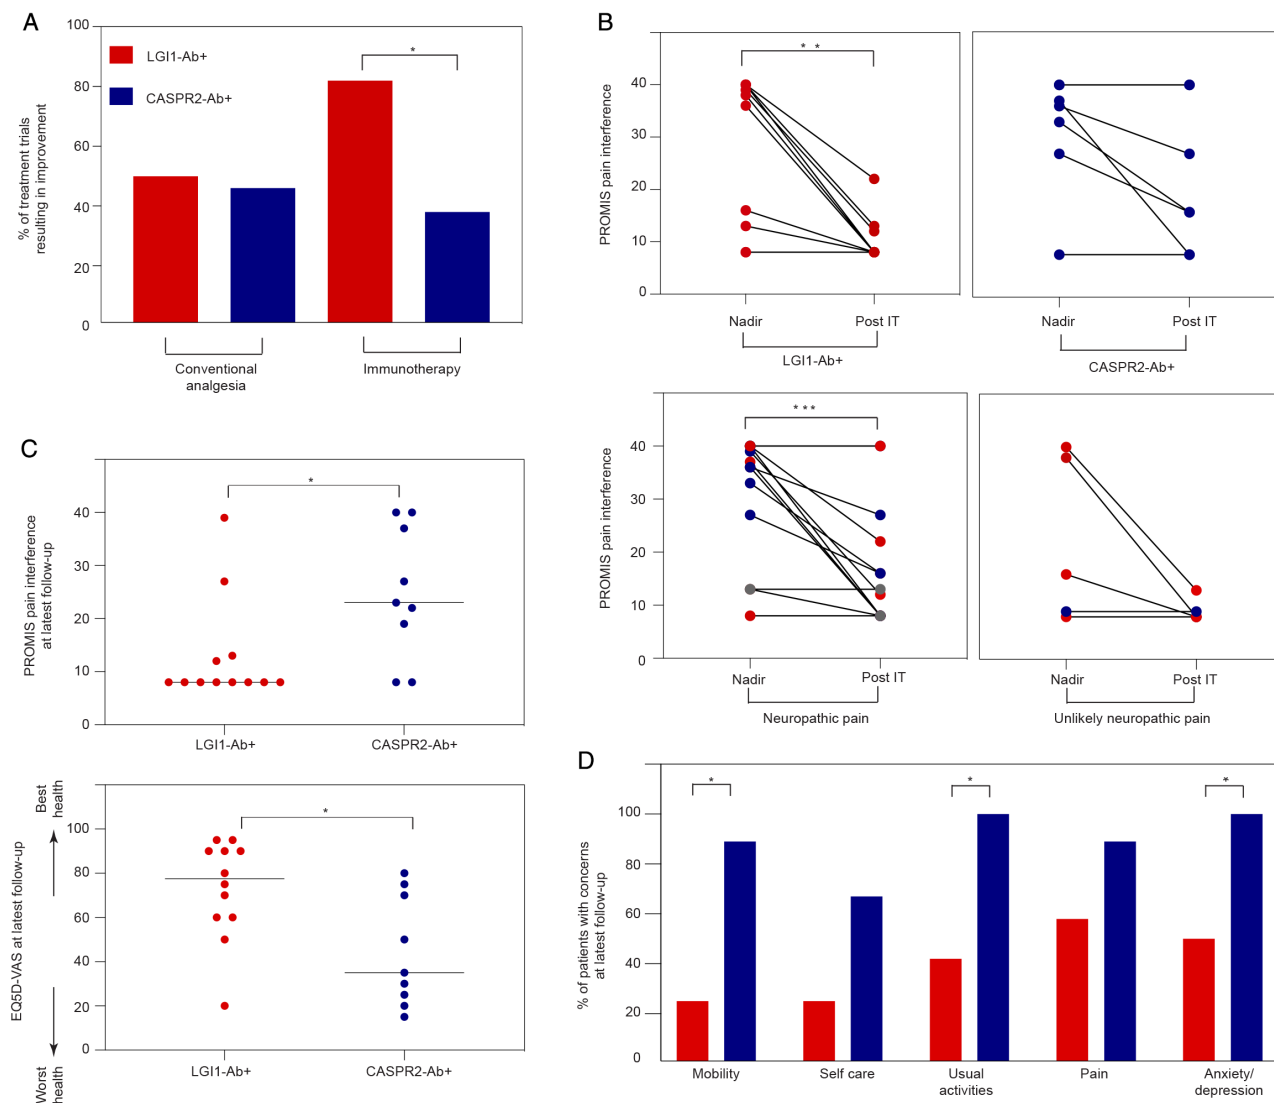 A
100
80
60
40
20
0
% of treatment trials
resulting in improvement
LGI1-Ab+
CASPR2-Ab+
*
Conventional
analgesia
Immunotherapy
B
PROMIS pain interference
40
30
20
10
0
* *
Nadir
Post IT
LGI1-Ab+
Nadir
Post IT
CASPR2-Ab+
PROMIS pain interference
40
30
20
10
0
***
Nadir
Post IT
Neuropathic pain
Nadir
Post IT
Unlikely neuropathic pain
C
PROMIS pain interference
at latest follow-up
40
30
20
10
0
*
LGI1-Ab+
CASPR2-Ab+
Best
health
EQ5D-VAS at latest follow-up
Worst
health
100
80
60
40
20
0
*
LGI1-Ab+
CASPR2-Ab+
D
% of patients with concerns
at latest follow-up
100
80
60
40
20
0
*
*
*
Mobility
Self care
Usual
activities
Pain
Anxiety/
depression